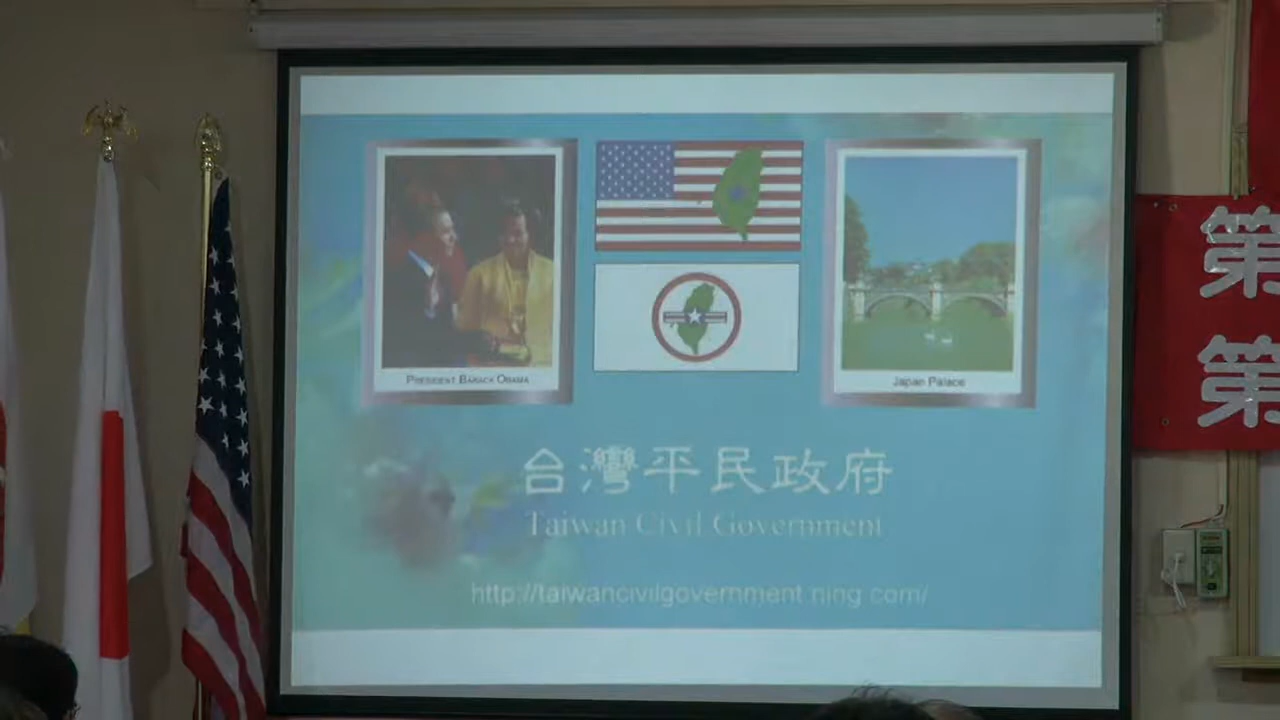 PRESIDENT BARACK OBAMA
Japan Palace
台灣平民政府
Taiwan Civil Government
http://taiwancivilgovernment.ning.com/
第
第